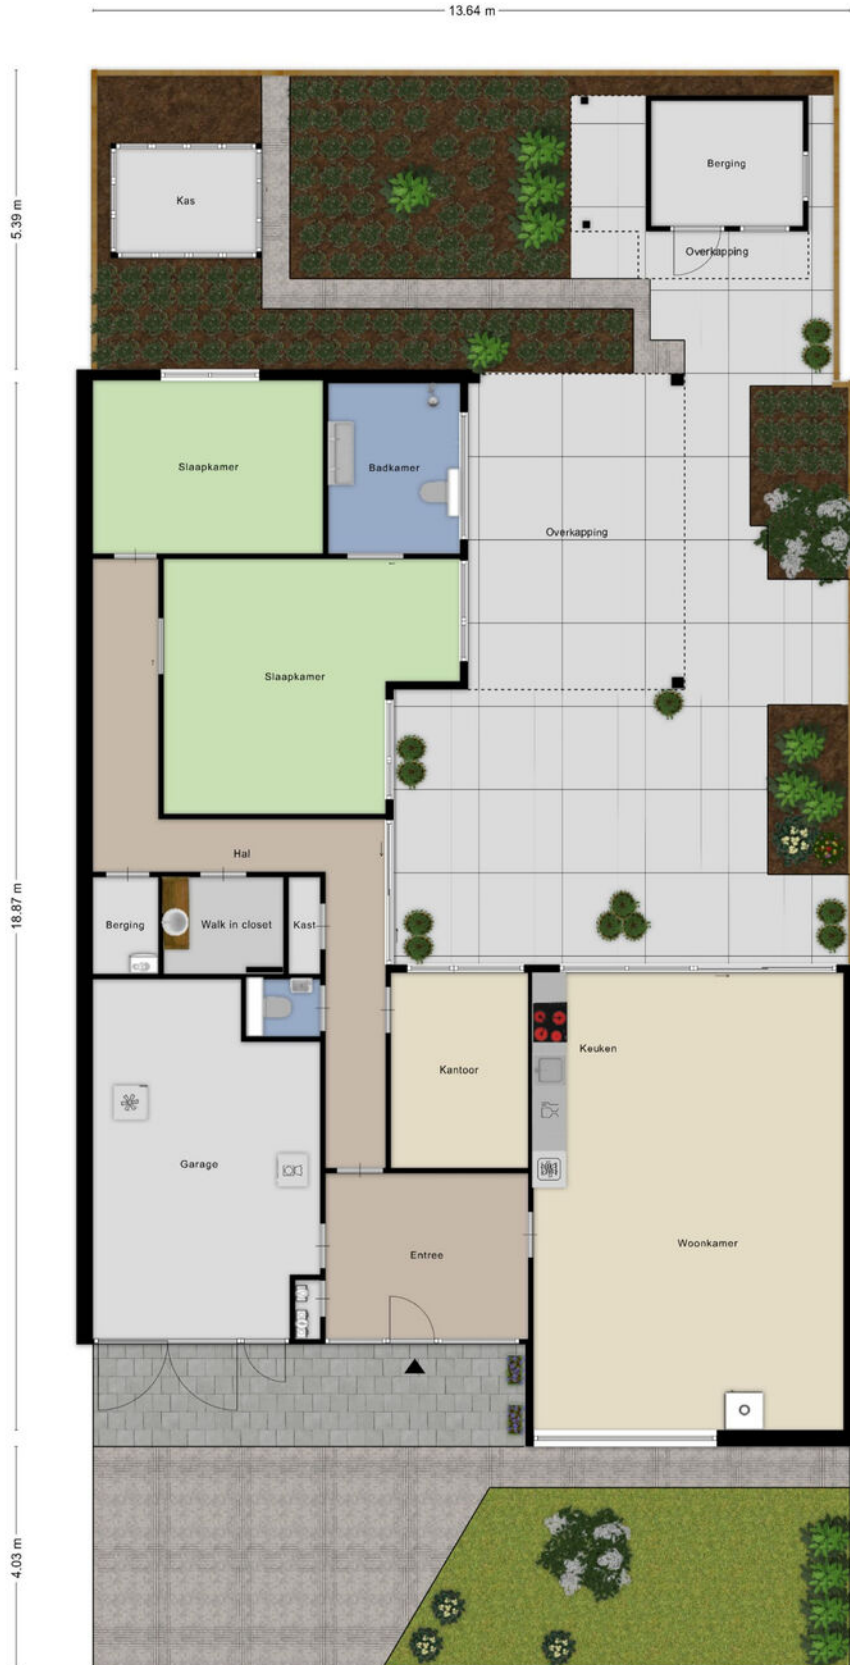 13.64 m
5.39 m
Kas
Berging
Overkapping
Slaapkamer
Badkamer
Overkapping
Slaapkamer
18.87 m
Hal
Berging
Walk in closet
Kast
Keuken
Kantoor
Garage
Entree
Woonkamer
4.03 m